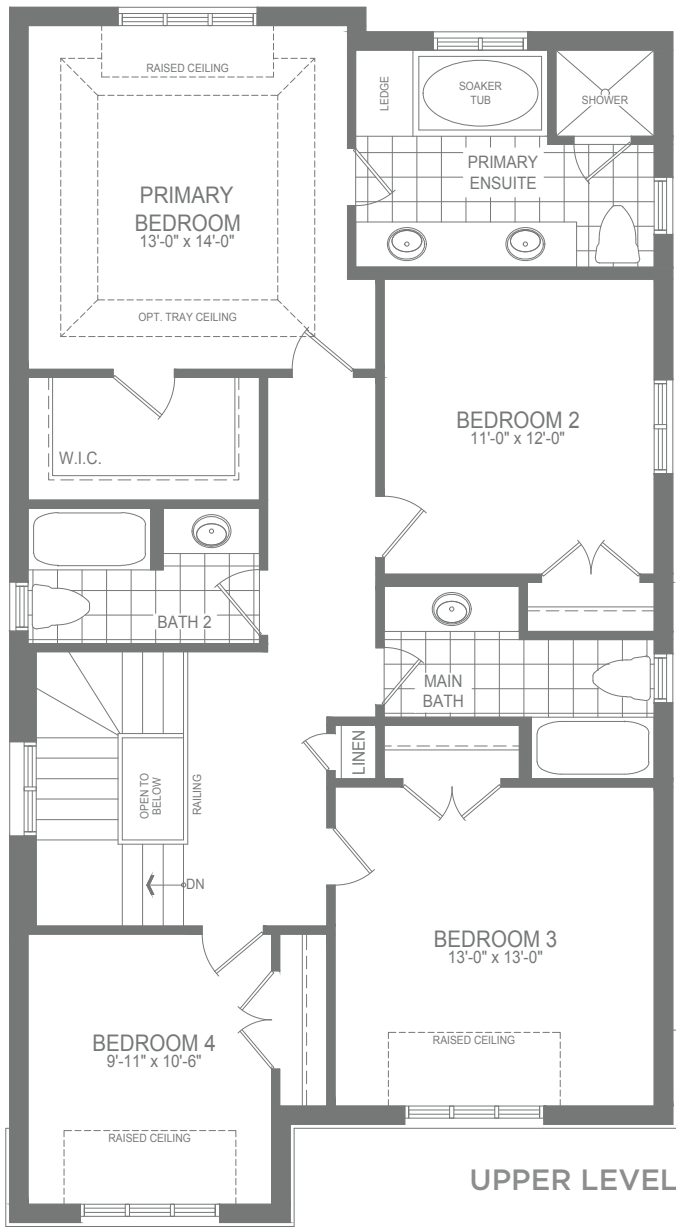 RAISED CEILING
LEDGE
SOAKER
TUB
SHOWER
PRIMARY
ENSUITE
PRIMARY
BEDROOM
13'-0" x 14'-0"
OPT. TRAY CEILING
BEDROOM 2
11'-0" x 12'-0"
W.I.C.
BATH 2
MAIN
BATH
LINEN
OPEN TO
BELOW
RAILING
DN
BEDROOM 3
13'-0" x 13'-0"
RAISED CEILING
BEDROOM 4
9'-11" x 10'-6"
RAISED CEILING
UPPER LEVEL